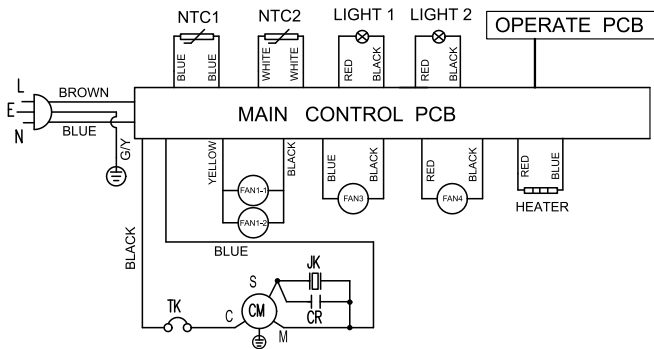 NTC1
NTC2
LIGHT 1
LIGHT 2
OPERATE PCB
BLUE
BLUE
WHITE
WHITE
RED
BLACK
RED
BLACK
L
E
N
BROWN
BLUE
G/Y
MAIN CONTROL PCB
YELLOW
BLACK
BLUE
BLACK
RED
BLACK
RED
BLUE
FAN1-1
FAN1-2
FAN3
FAN4
HEATER
BLACK
BLUE
TK
C
S
CM
M
JK
CR